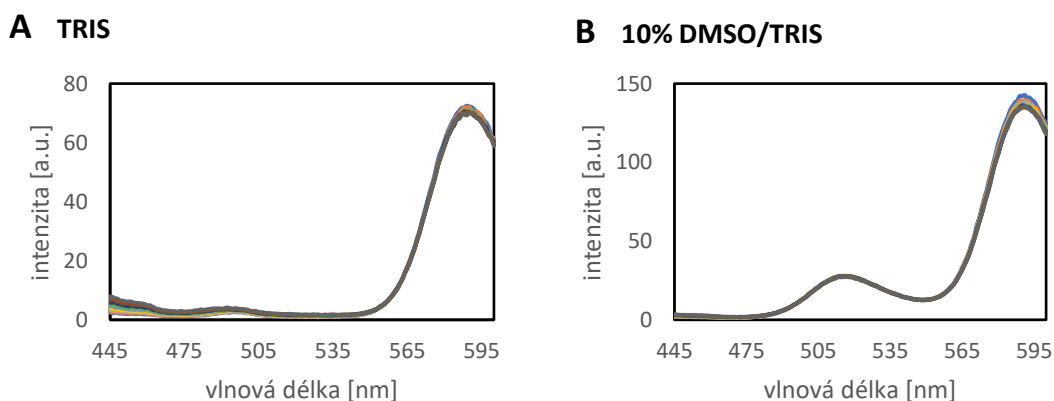 A TRIS
80
60
40
20
0
445 475 505 535 565 595
intenzita [a.u.]
vlnová délka [nm]
B 10% DMSO/TRIS
150
100
50
0
445 475 505 535 565 595
intenzita [a.u.]
vlnová délka [nm]